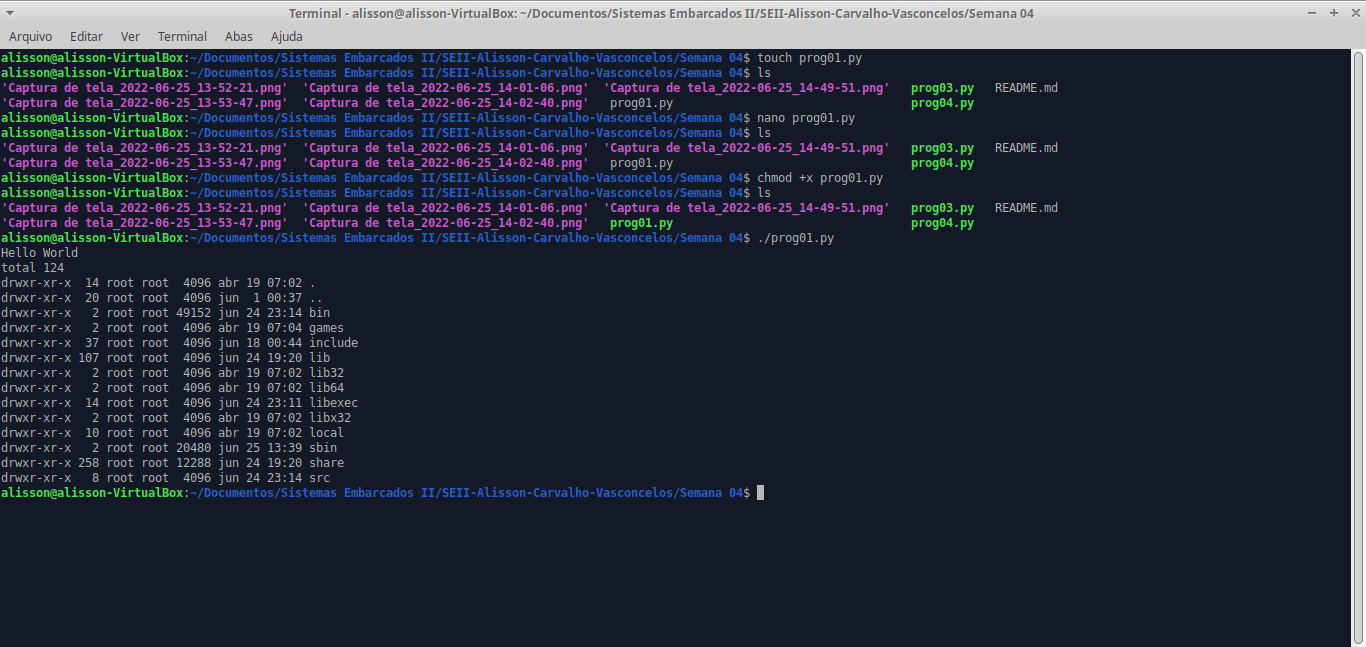 Terminal - alisson@alisson-VirtualBox: ~/Documentos/Sistemas Embarcados II/SEII-Alisson-Carvalho-Vasconcelos/Semana 04
Arquivo Editar Ver Terminal Abas Ajuda
alisson@alisson-VirtualBox:~/Documentos/Sistemas Embarcados II/SEII-Alisson-Carvalho-Vasconcelos/Semana 04$ touch prog01.py
alisson@alisson-VirtualBox:~/Documentos/Sistemas Embarcados II/SEII-Alisson-Carvalho-Vasconcelos/Semana 04$ ls
'Captura de tela_2022-06-25_13-52-21.png'  'Captura de tela_2022-06-25_14-01-06.png'  'Captura de tela_2022-06-25_14-49-51.png'   prog03.py   README.md
'Captura de tela_2022-06-25_13-53-47.png'  'Captura de tela_2022-06-25_14-02-40.png'   prog01.py                                  prog04.py
alisson@alisson-VirtualBox:~/Documentos/Sistemas Embarcados II/SEII-Alisson-Carvalho-Vasconcelos/Semana 04$ nano prog01.py
alisson@alisson-VirtualBox:~/Documentos/Sistemas Embarcados II/SEII-Alisson-Carvalho-Vasconcelos/Semana 04$ ls
'Captura de tela_2022-06-25_13-52-21.png'  'Captura de tela_2022-06-25_14-01-06.png'  'Captura de tela_2022-06-25_14-49-51.png'   prog03.py   README.md
'Captura de tela_2022-06-25_13-53-47.png'  'Captura de tela_2022-06-25_14-02-40.png'   prog01.py                                  prog04.py
alisson@alisson-VirtualBox:~/Documentos/Sistemas Embarcados II/SEII-Alisson-Carvalho-Vasconcelos/Semana 04$ chmod +x prog01.py
alisson@alisson-VirtualBox:~/Documentos/Sistemas Embarcados II/SEII-Alisson-Carvalho-Vasconcelos/Semana 04$ ls
'Captura de tela_2022-06-25_13-52-21.png'  'Captura de tela_2022-06-25_14-01-06.png'  'Captura de tela_2022-06-25_14-49-51.png'   prog03.py   README.md
'Captura de tela_2022-06-25_13-53-47.png'  'Captura de tela_2022-06-25_14-02-40.png'   prog01.py                                  prog04.py
alisson@alisson-VirtualBox:~/Documentos/Sistemas Embarcados II/SEII-Alisson-Carvalho-Vasconcelos/Semana 04$ ./prog01.py
Hello World
total 124
drwxr-xr-x  14 root root  4096 abr 19 07:02 .
drwxr-xr-x  20 root root  4096 jun  1 00:37 ..
drwxr-xr-x   2 root root 49152 jun 24 23:14 bin
drwxr-xr-x   2 root root  4096 abr 19 07:04 games
drwxr-xr-x  37 root root  4096 jun 18 00:44 include
drwxr-xr-x 107 root root  4096 jun 24 19:20 lib
drwxr-xr-x   2 root root  4096 abr 19 07:02 lib32
drwxr-xr-x   2 root root  4096 abr 19 07:02 lib64
drwxr-xr-x  14 root root  4096 jun 24 23:11 libexec
drwxr-xr-x   2 root root  4096 abr 19 07:02 libx32
drwxr-xr-x  10 root root  4096 abr 19 07:02 local
drwxr-xr-x   2 root root 20480 jun 25 13:39 sbin
drwxr-xr-x 258 root root 12288 jun 24 19:20 share
drwxr-xr-x   8 root root  4096 jun 24 23:14 src
alisson@alisson-VirtualBox:~/Documentos/Sistemas Embarcados II/SEII-Alisson-Carvalho-Vasconcelos/Semana 04$